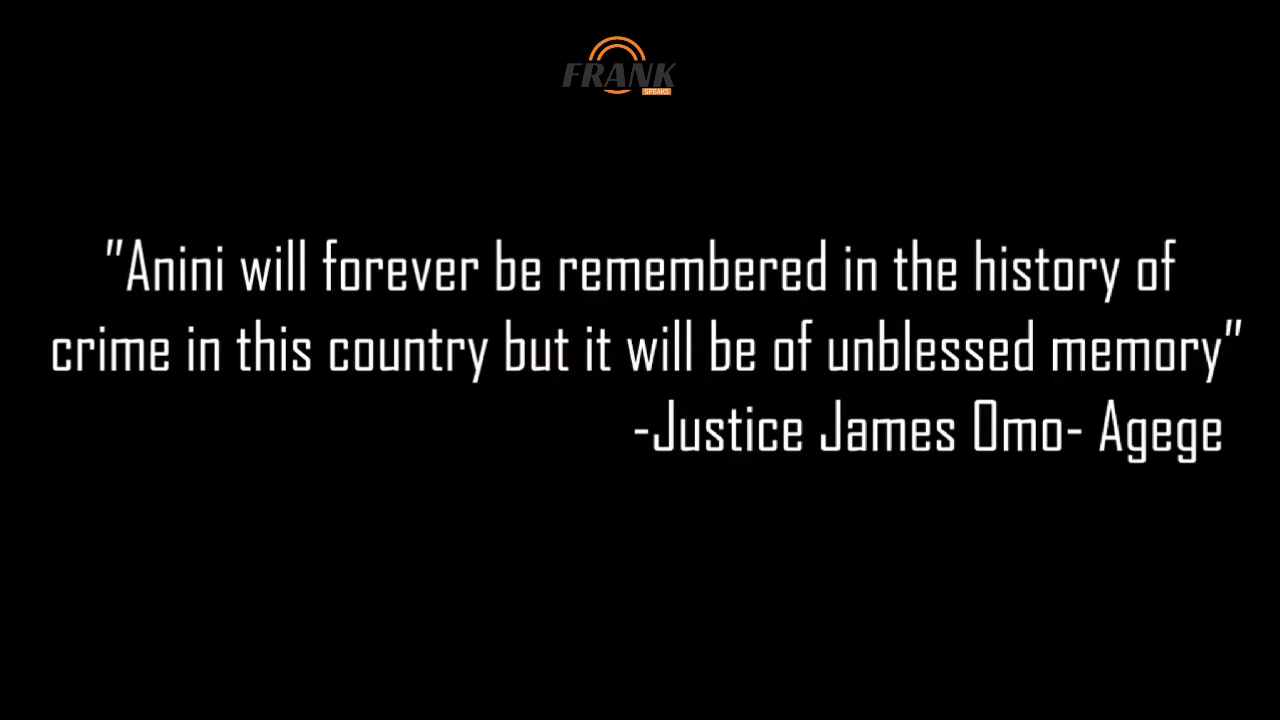 FRANK
SPEAKS
"Anini will forever be remembered in the history of
crime in this country but it will be of unblessed memory"
-Justice James Omo- Agege